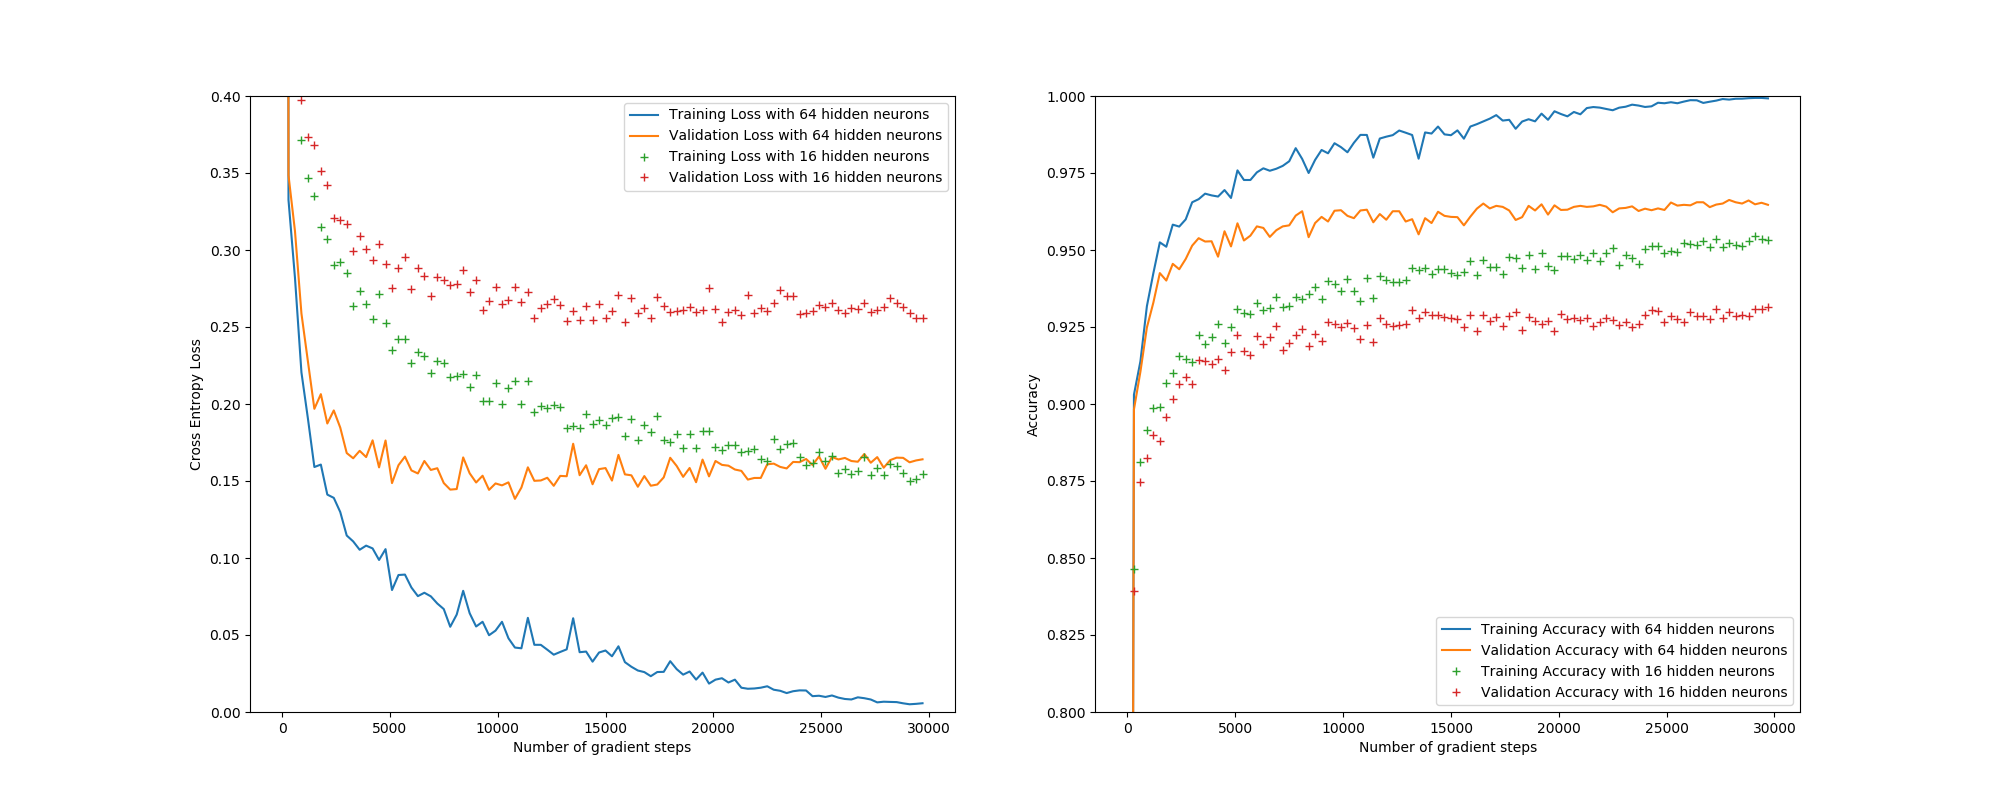 0.40
0.35
0.30
0.25
0.20
0.15
0.10
0.05
0.00
Cross Entropy Loss
0 5000 10000 15000 20000 25000 30000
Number of gradient steps
Training Loss with 64 hidden neurons
Validation Loss with 64 hidden neurons
Training Loss with 16 hidden neurons
Validation Loss with 16 hidden neurons
1.000
0.975
0.950
0.925
0.900
0.875
0.850
0.825
0.800
Accuracy
0 5000 10000 15000 20000 25000 30000
Number of gradient steps
Training Accuracy with 64 hidden neurons
Validation Accuracy with 64 hidden neurons
Training Accuracy with 16 hidden neurons
Validation Accuracy with 16 hidden neurons